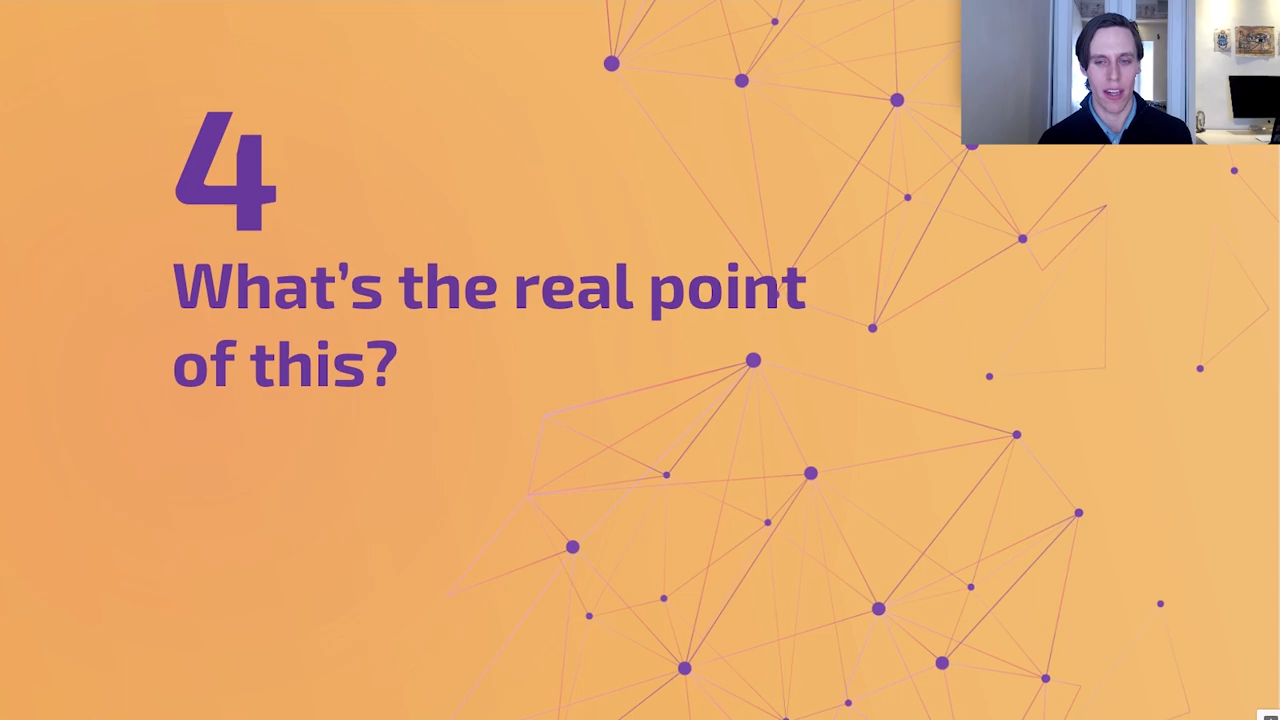 4
What’s the real point
of this?